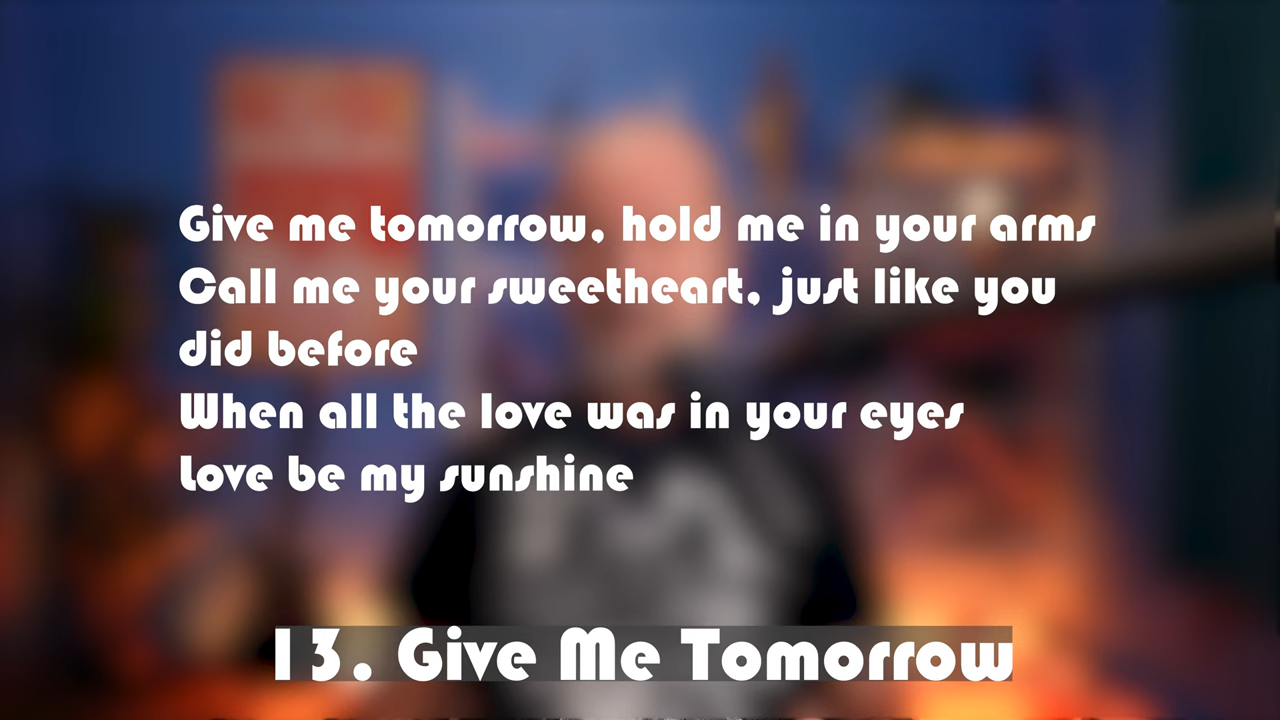 Give me tomorrow, hold me in your arms
Call me your sweetheart, just like you
did before
When all the love was in your eyes
Love be my sunshine
13. Give Me Tomorrow